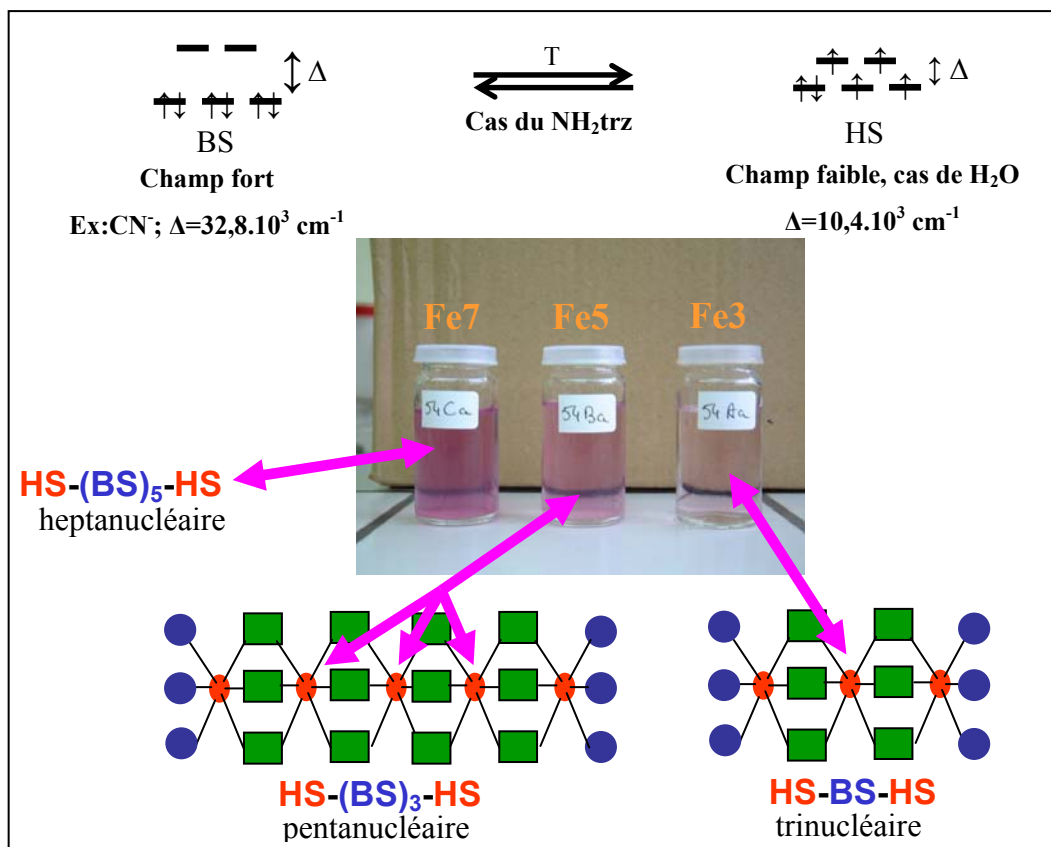 Δ
T
Δ
Cas du NH₂trz
BS
HS
Champ fort
Champ faible, cas de H₂O
Ex:CN⁻; Δ=32,8.10³ cm⁻¹
Δ=10,4.10³ cm⁻¹
Fe7
Fe5
Fe3
54Ca
54Ba
54Aa
HS-(BS)₅-HS
heptanucléaire
HS-(BS)₃-HS
pentanucléaire
HS-BS-HS
trinucléaire